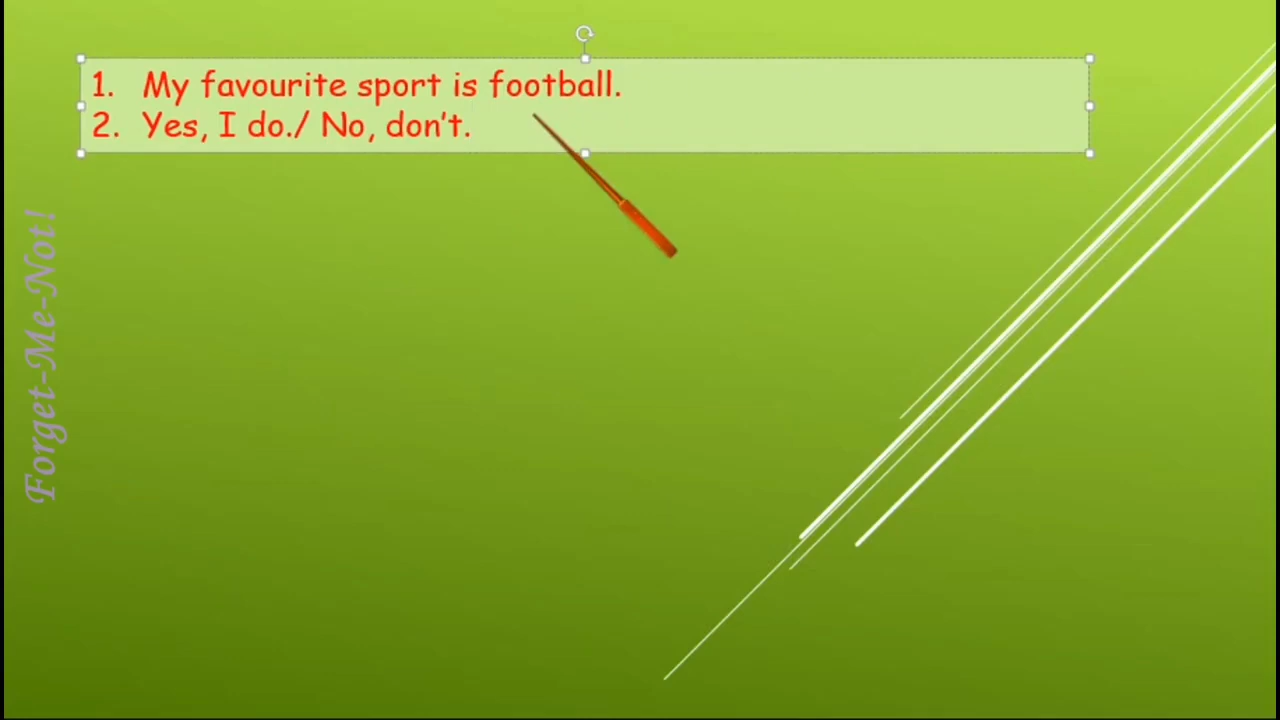 1. My favourite sport is football.
2. Yes, I do./ No, don't.
Forget-Me-Not!